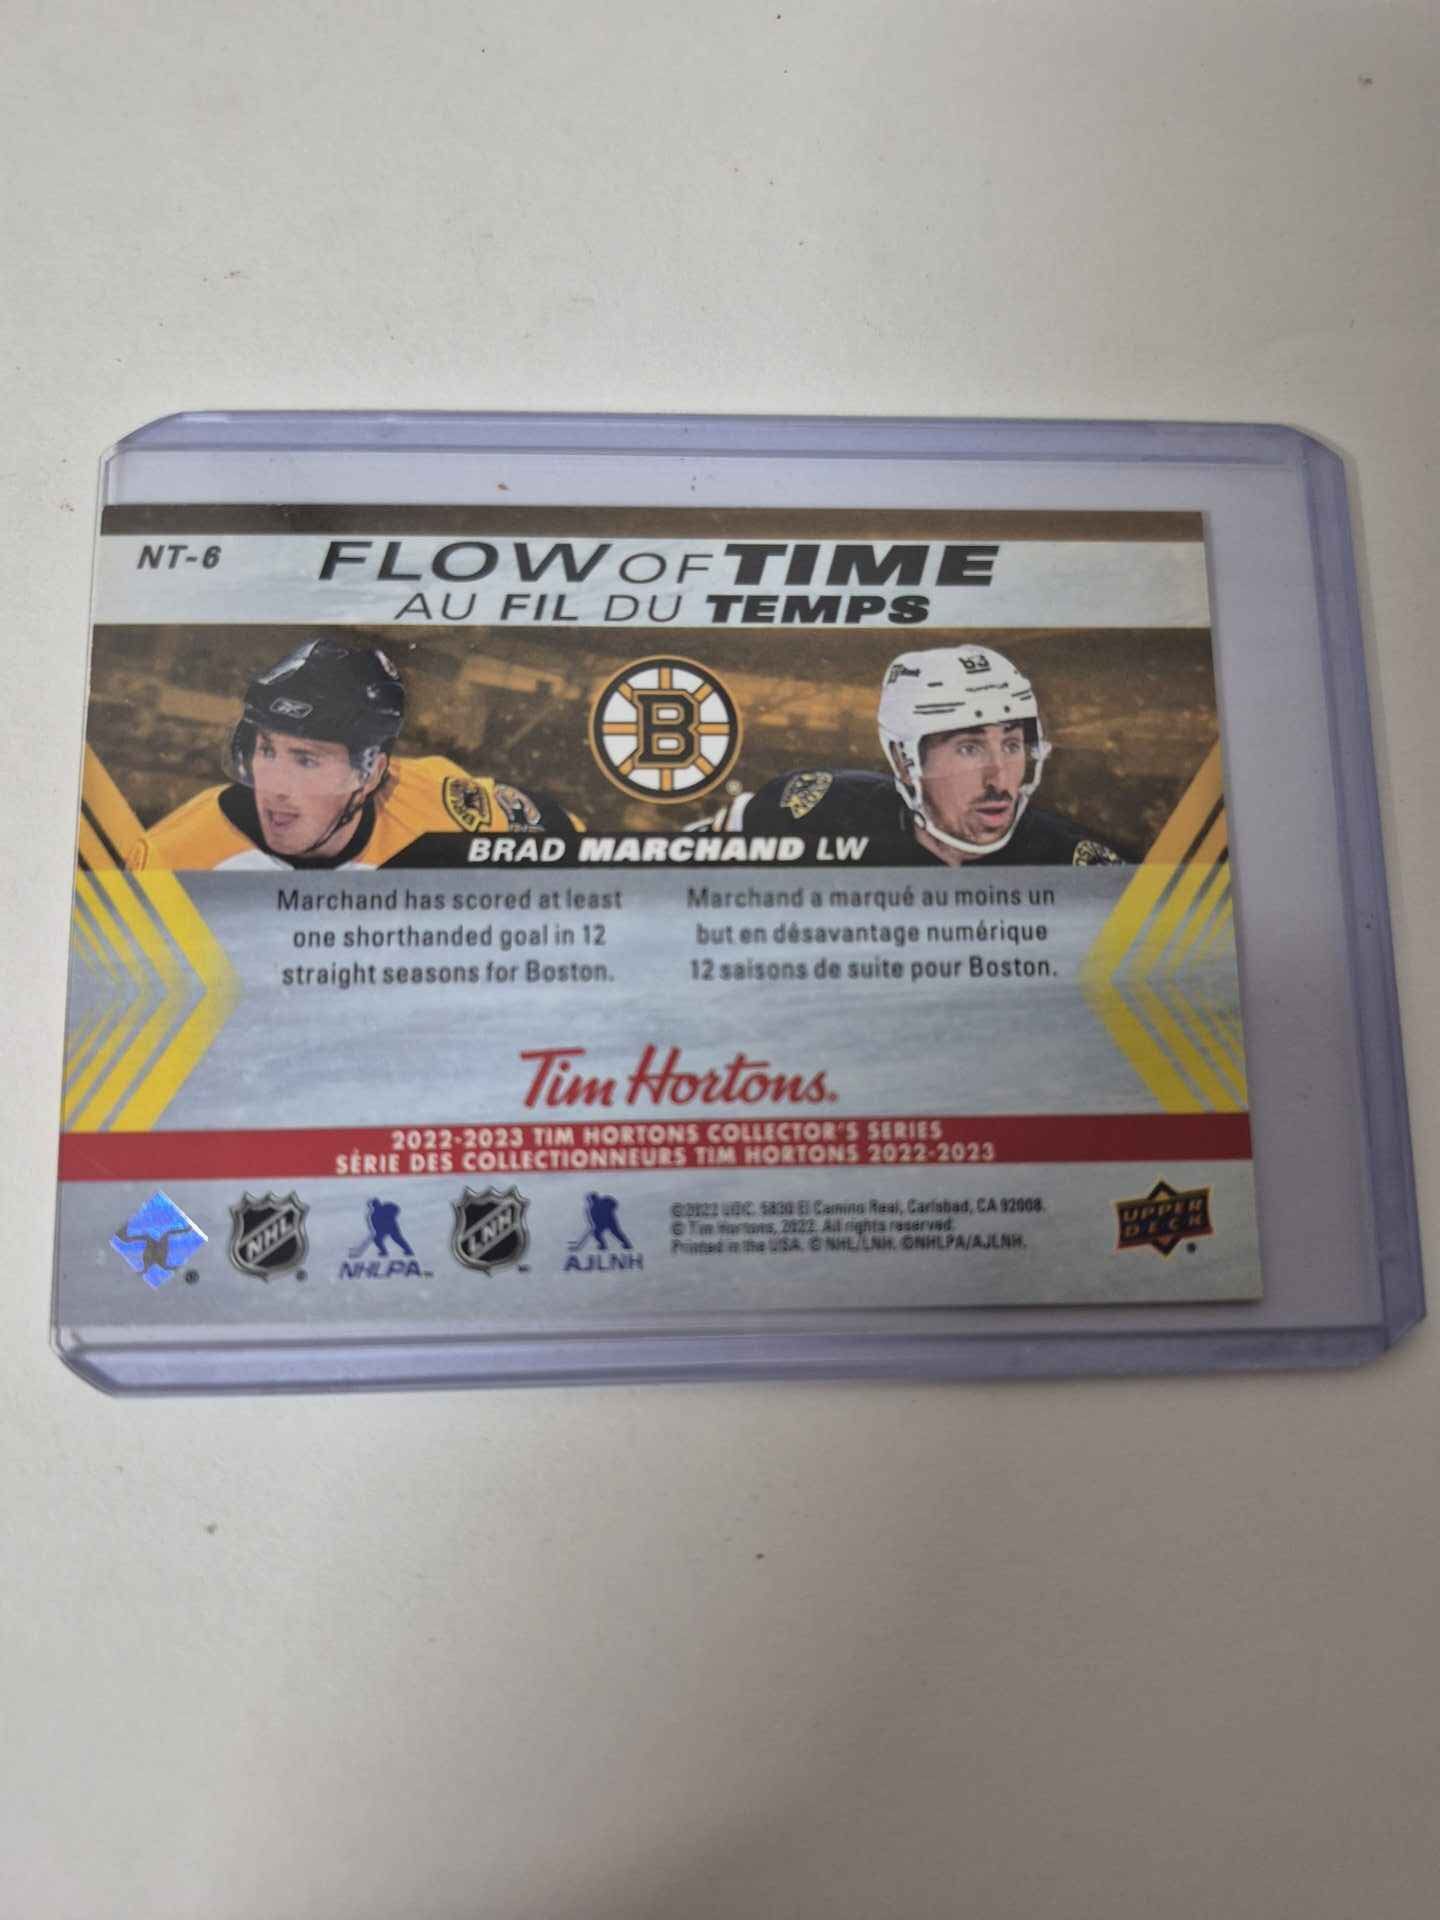 NT-6
FLOW OF TIME
AU FIL DU TEMPS
B
63
BRAD MARCHAND LW
Marchand has scored at least
one shorthanded goal in 12
straight seasons for Boston.
Marchand a marqué au moins un
but en désavantage numérique
12 saisons de suite pour Boston.
Tim Hortons.
2022-2023 TIM HORTONS COLLECTOR'S SERIES
SÉRIE DES COLLECTIONNEURS TIM HORTONS 2022-2023
NHL
NHLPA™
LNH
AJLNH
©2022 UDC. 5830 El Camino Real, Carlsbad, CA 92008.
© Tim Hortons, 2022. All rights reserved.
Printed in the USA. © NHL/LNH. ©NHLPA/AJLNH.
UPPER
DECK